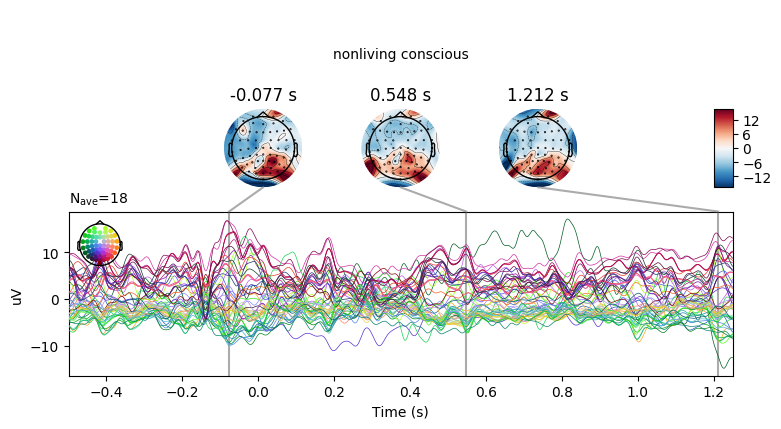 nonliving conscious
-0.077 s 0.548 s 1.212 s
12
6
0
−6
−12
Nave=18
10
0
−10
uV
−0.4 −0.2 0.0 0.2 0.4 0.6 0.8 1.0 1.2
Time (s)